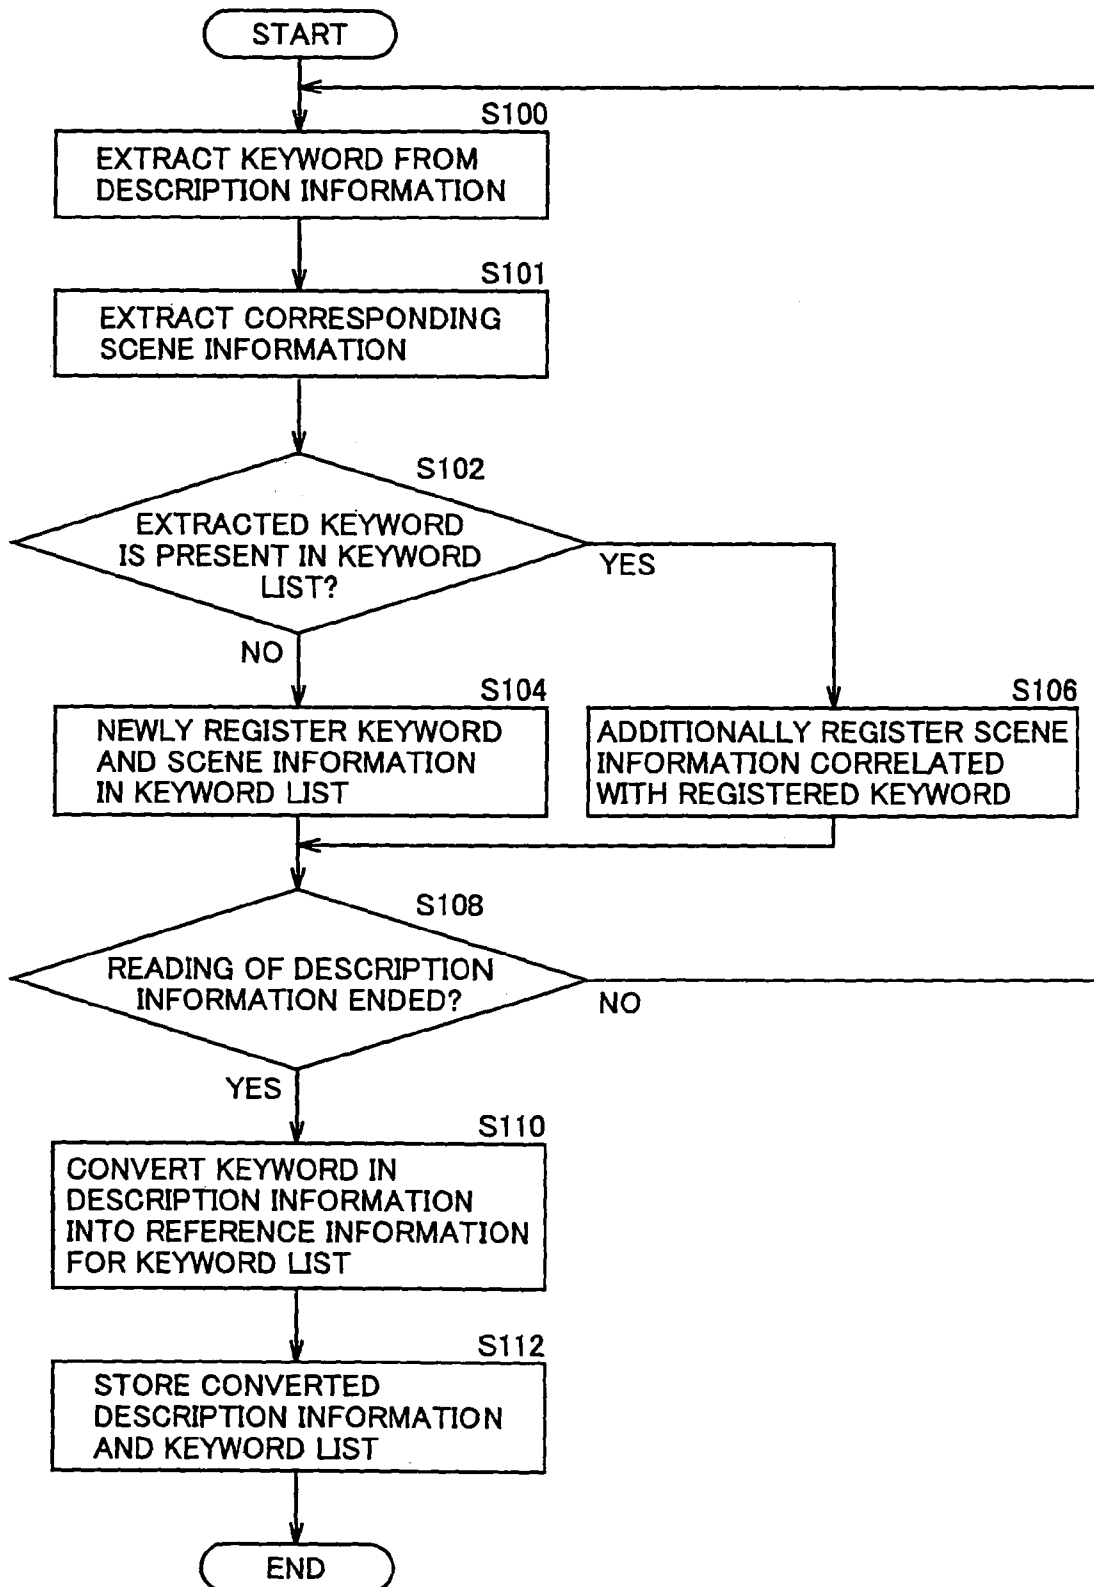 START
S100
EXTRACT KEYWORD FROM
DESCRIPTION INFORMATION
S101
EXTRACT CORRESPONDING
SCENE INFORMATION
S102
EXTRACTED KEYWORD
IS PRESENT IN KEYWORD
LIST?
YES
NO
S104
NEWLY REGISTER KEYWORD
AND SCENE INFORMATION
IN KEYWORD LIST
S106
ADDITIONALLY REGISTER SCENE
INFORMATION CORRELATED
WITH REGISTERED KEYWORD
S108
READING OF DESCRIPTION
INFORMATION ENDED?
NO
YES
S110
CONVERT KEYWORD IN
DESCRIPTION INFORMATION
INTO REFERENCE INFORMATION
FOR KEYWORD LIST
S112
STORE CONVERTED
DESCRIPTION INFORMATION
AND KEYWORD LIST
END